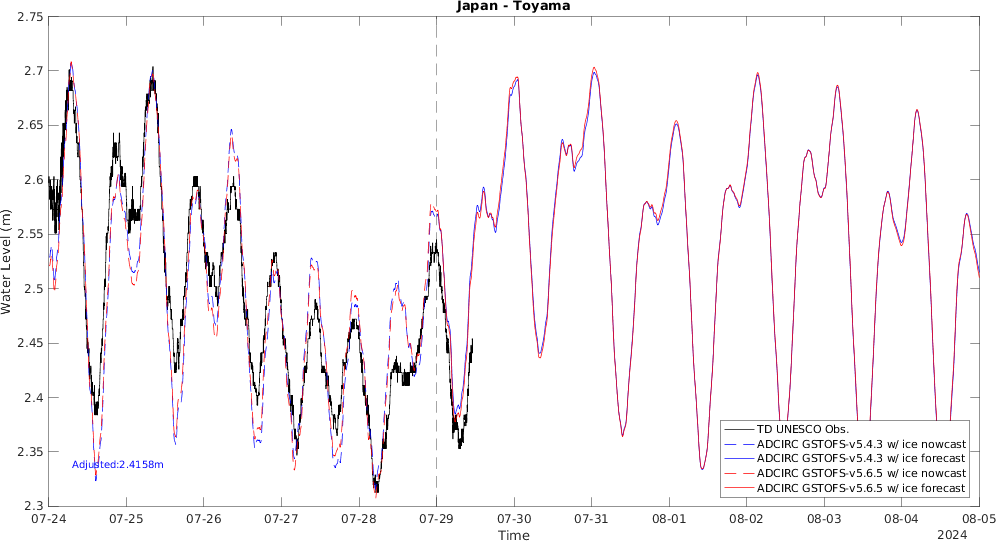 Japan - Toyama
2.75
2.7
2.65
2.6
2.55
2.5
2.45
2.4
2.35
2.3
Water Level (m)
Adjusted:2.4158m
TD UNESCO Obs.
ADCIRC GSTOFS-v5.4.3 w/ ice nowcast
ADCIRC GSTOFS-v5.4.3 w/ ice forecast
ADCIRC GSTOFS-v5.6.5 w/ ice nowcast
ADCIRC GSTOFS-v5.6.5 w/ ice forecast
07-24 07-25 07-26 07-27 07-28 07-29 07-30 07-31 08-01 08-02 08-03 08-04 08-05
Time
2024